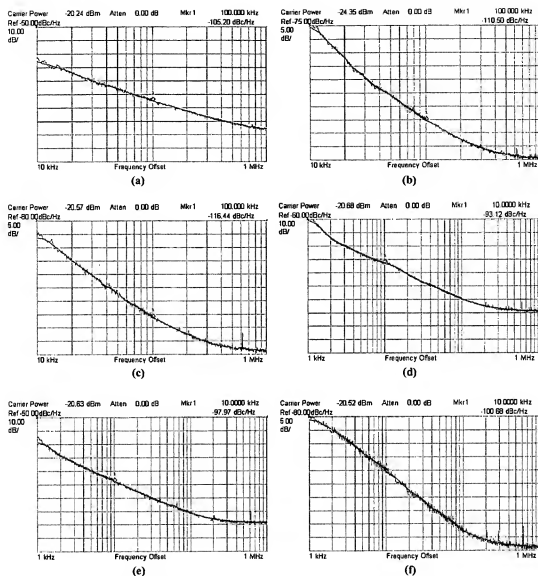 Carrier Power -20.24 dBm Atten 0.00 dB Mkr1 100.000 kHz
Ref -50.00dBc/Hz -105.20 dBc/Hz
10.00
dB/
10 kHz Frequency Offset 1 MHz
(a)
Carrier Power -24.35 dBm Atten 0.00 dB Mkr1 100.000 kHz
Ref -75.00dBc/Hz -110.50 dBc/Hz
5.00
dB/
10 kHz Frequency Offset 1 MHz
(b)
Carrier Power -20.57 dBm Atten 0.00 dB Mkr1 100.000 kHz
Ref -80.00dBc/Hz -116.44 dBc/Hz
5.00
dB/
10 kHz Frequency Offset 1 MHz
(c)
Carrier Power -20.68 dBm Atten 0.00 dB Mkr1 10.0000 kHz
Ref -60.00dBc/Hz -93.12 dBc/Hz
10.00
dB/
1 kHz Frequency Offset 1 MHz
(d)
Carrier Power -20.63 dBm Atten 0.00 dB Mkr1 10.0000 kHz
Ref -50.00dBc/Hz -97.97 dBc/Hz
10.00
dB/
1 kHz Frequency Offset 1 MHz
(e)
Carrier Power -20.52 dBm Atten 0.00 dB Mkr1 10.0000 kHz
Ref -80.00dBc/Hz -100.68 dBc/Hz
5.00
dB/
1 kHz Frequency Offset 1 MHz
(f)